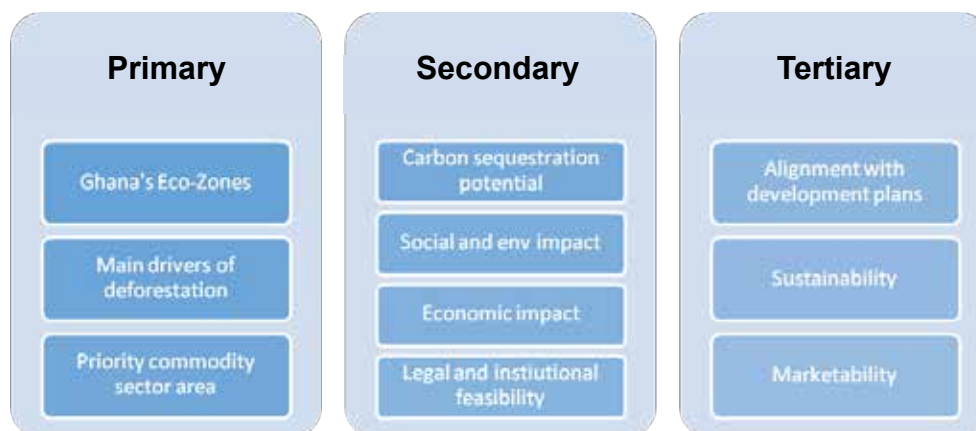 Primary
Ghana's Eco-Zones
Main drivers of
deforestation
Priority commodity
sector area
Secondary
Carbon sequestration
potential
Social and env impact
Economic impact
Legal and instiutional
feasibility
Tertiary
Alignment with
development plans
Sustainability
Marketability